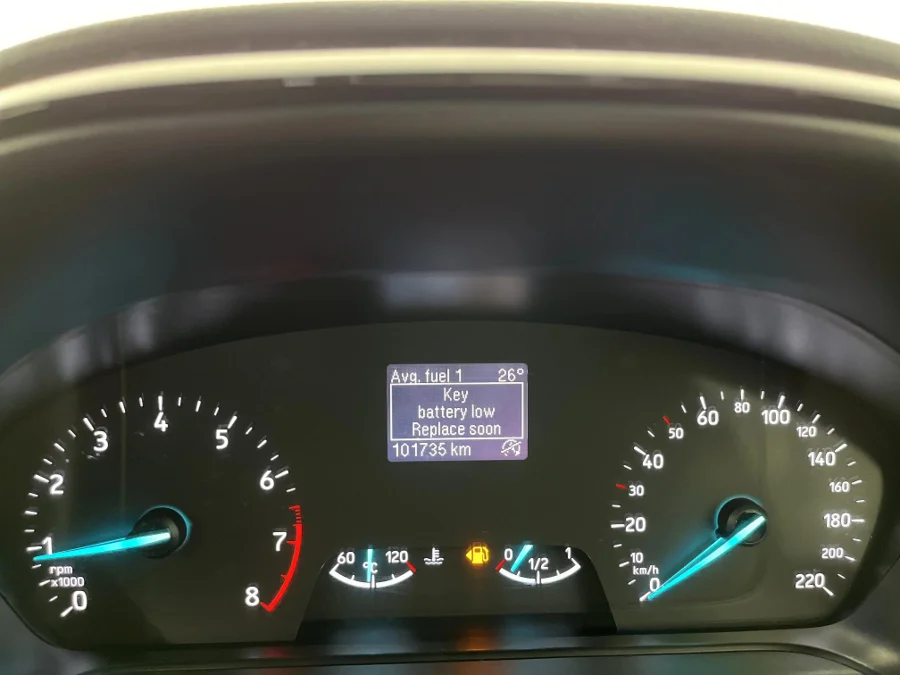 Avg. fuel 1 26°
Key
battery low
Replace soon
101735 km
0
1
2
3
4
5
6
7
8
rpm
x1000
60 °C 120
0 1/2 1
0
10
20
30
40
50
60
80
100
120
140
160
180
200
220
km/h